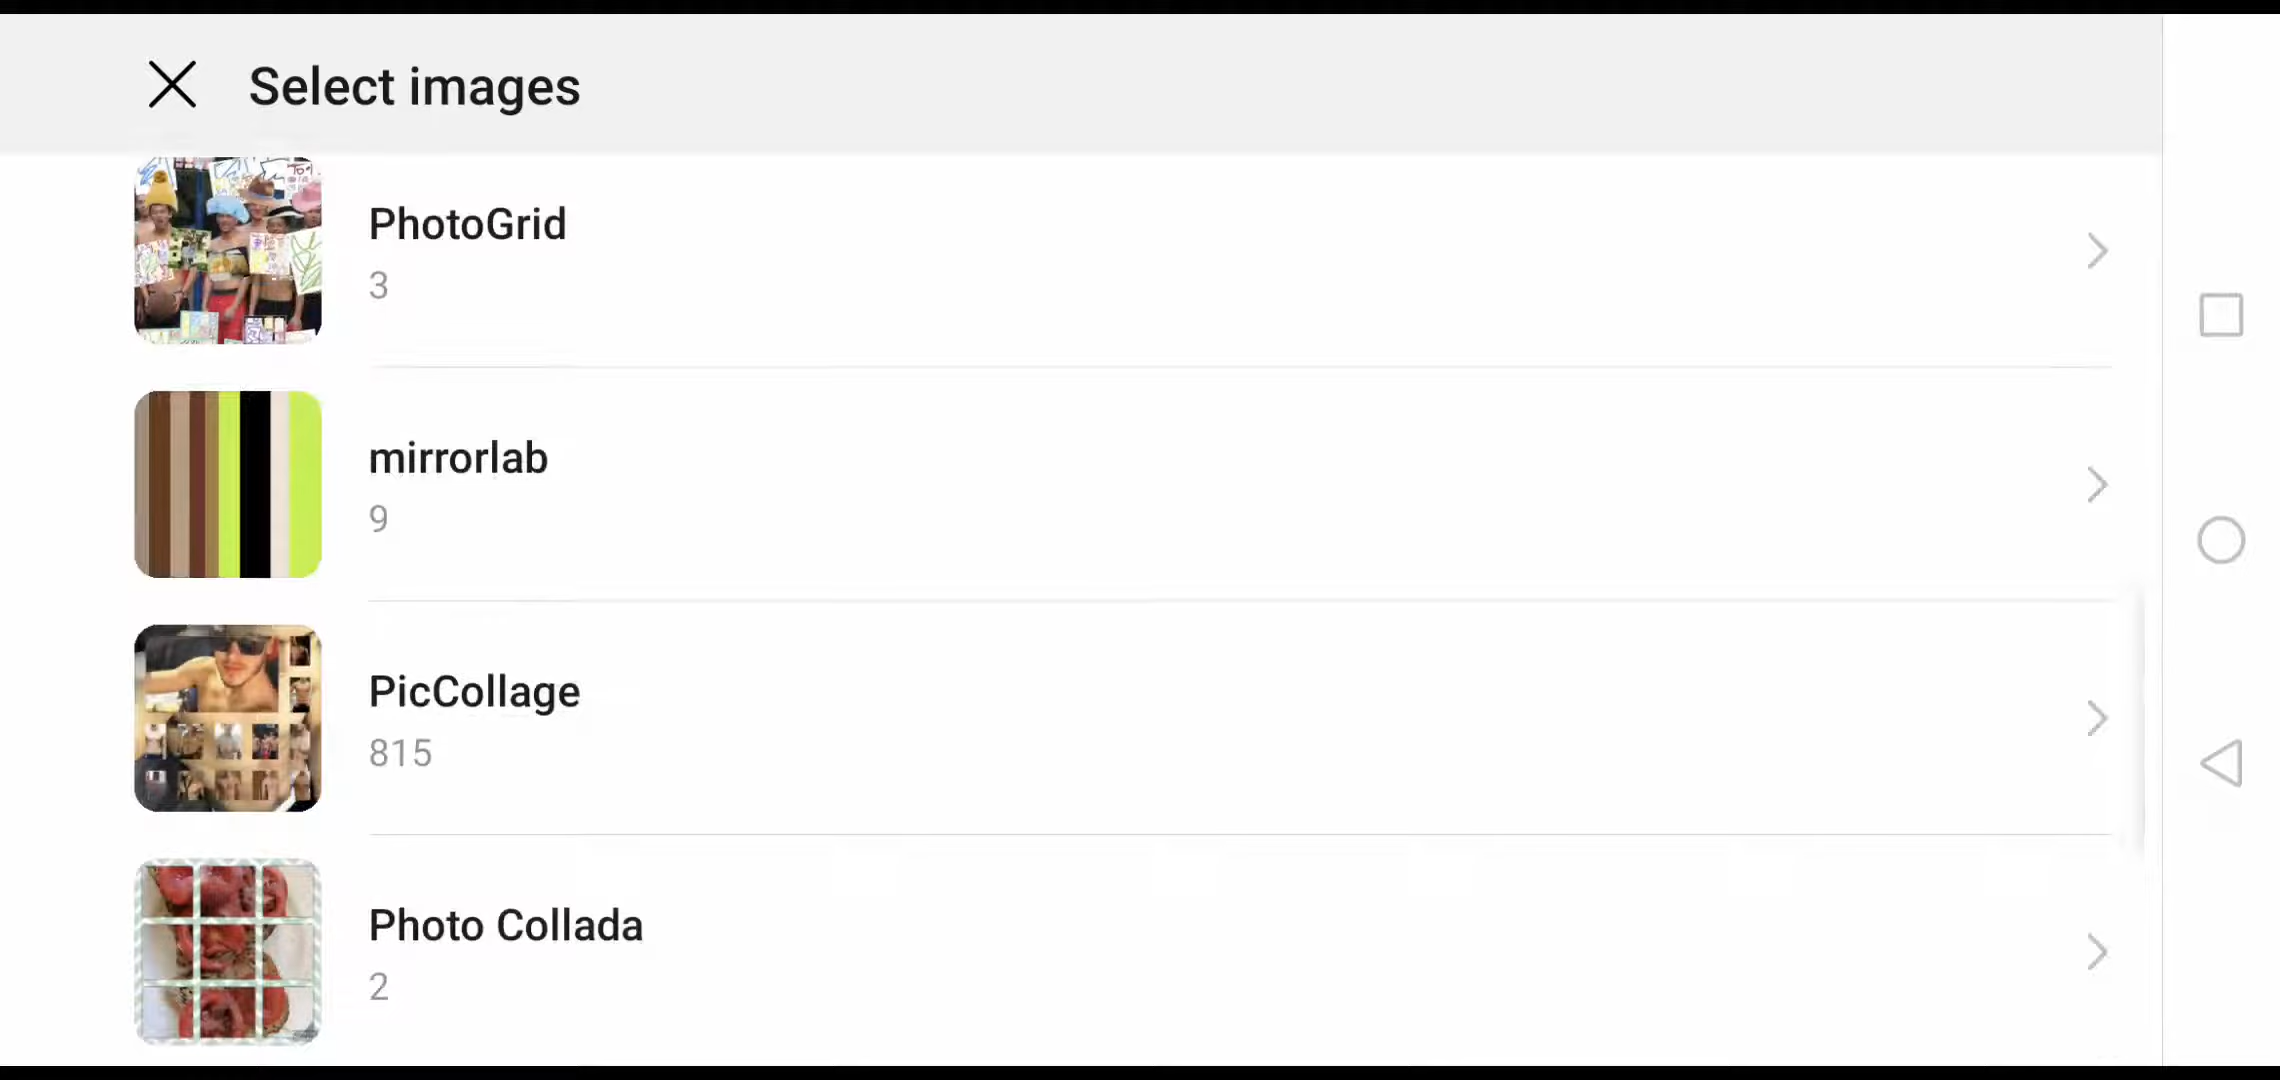 Select images
PhotoGrid
3
mirrorlab
9
PicCollage
815
Photo Collada
2